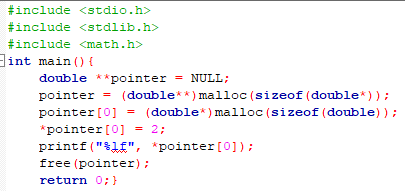 #include <stdio.h>
#include <stdlib.h>
#include <math.h>
int main(){
    double **pointer = NULL;
    pointer = (double**)malloc(sizeof(double*));
    pointer[0] = (double*)malloc(sizeof(double));
    *pointer[0] = 2;
    printf("%lf", *pointer[0]);
    free(pointer);
    return 0;}